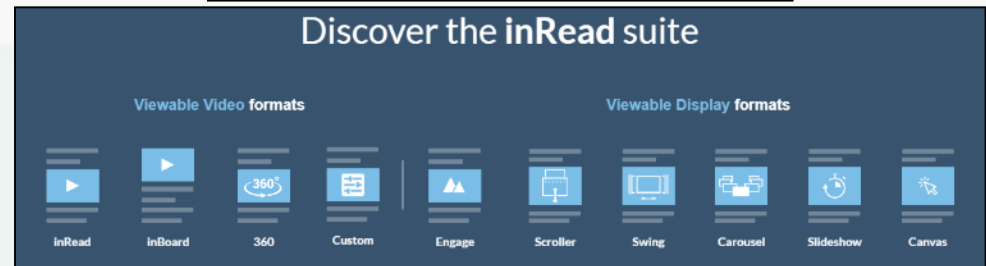 Discover the inRead suite
Viewable Video formats
Viewable Display formats
360°
inRead
inBoard
360
Custom
Engage
Scroller
Swing
Carousel
Slideshow
Canvas